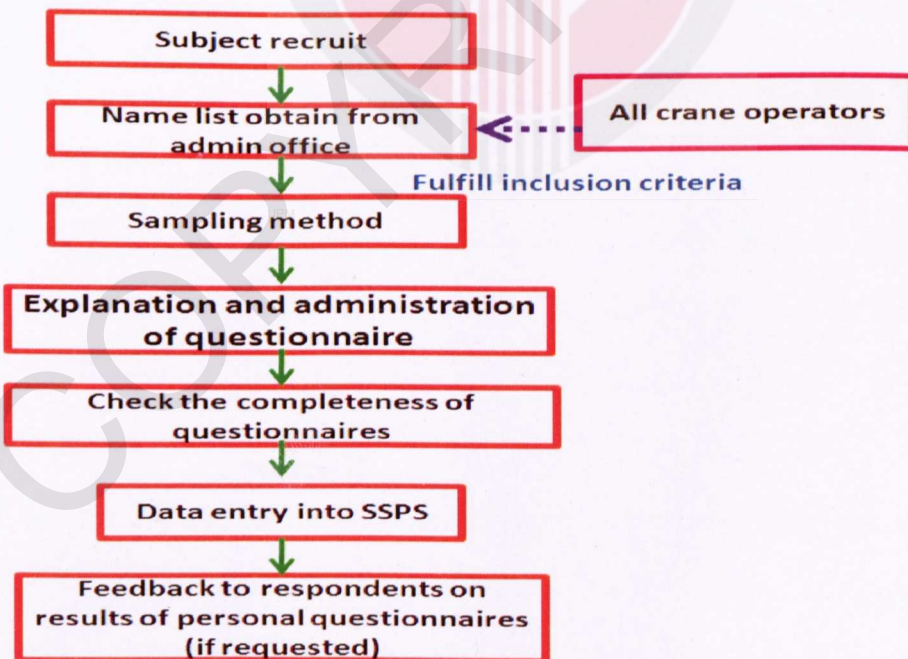 Subject recruit
Name list obtain from
admin office
All crane operators
Fulfill inclusion criteria
Sampling method
Explanation and administration
of questionnaire
Check the completeness of
questionnaires
Data entry into SSPS
Feedback to respondents on
results of personal questionnaires
(if requested)
COPYRI